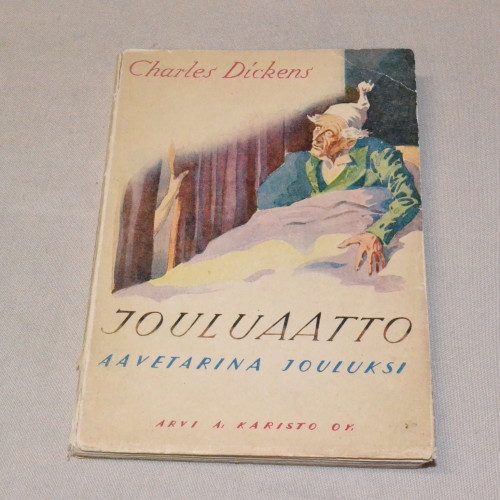 Charles Dickens
JOULUAATTO
AAVETARINA JOULUKSI
ARVI A. KARISTO OY.